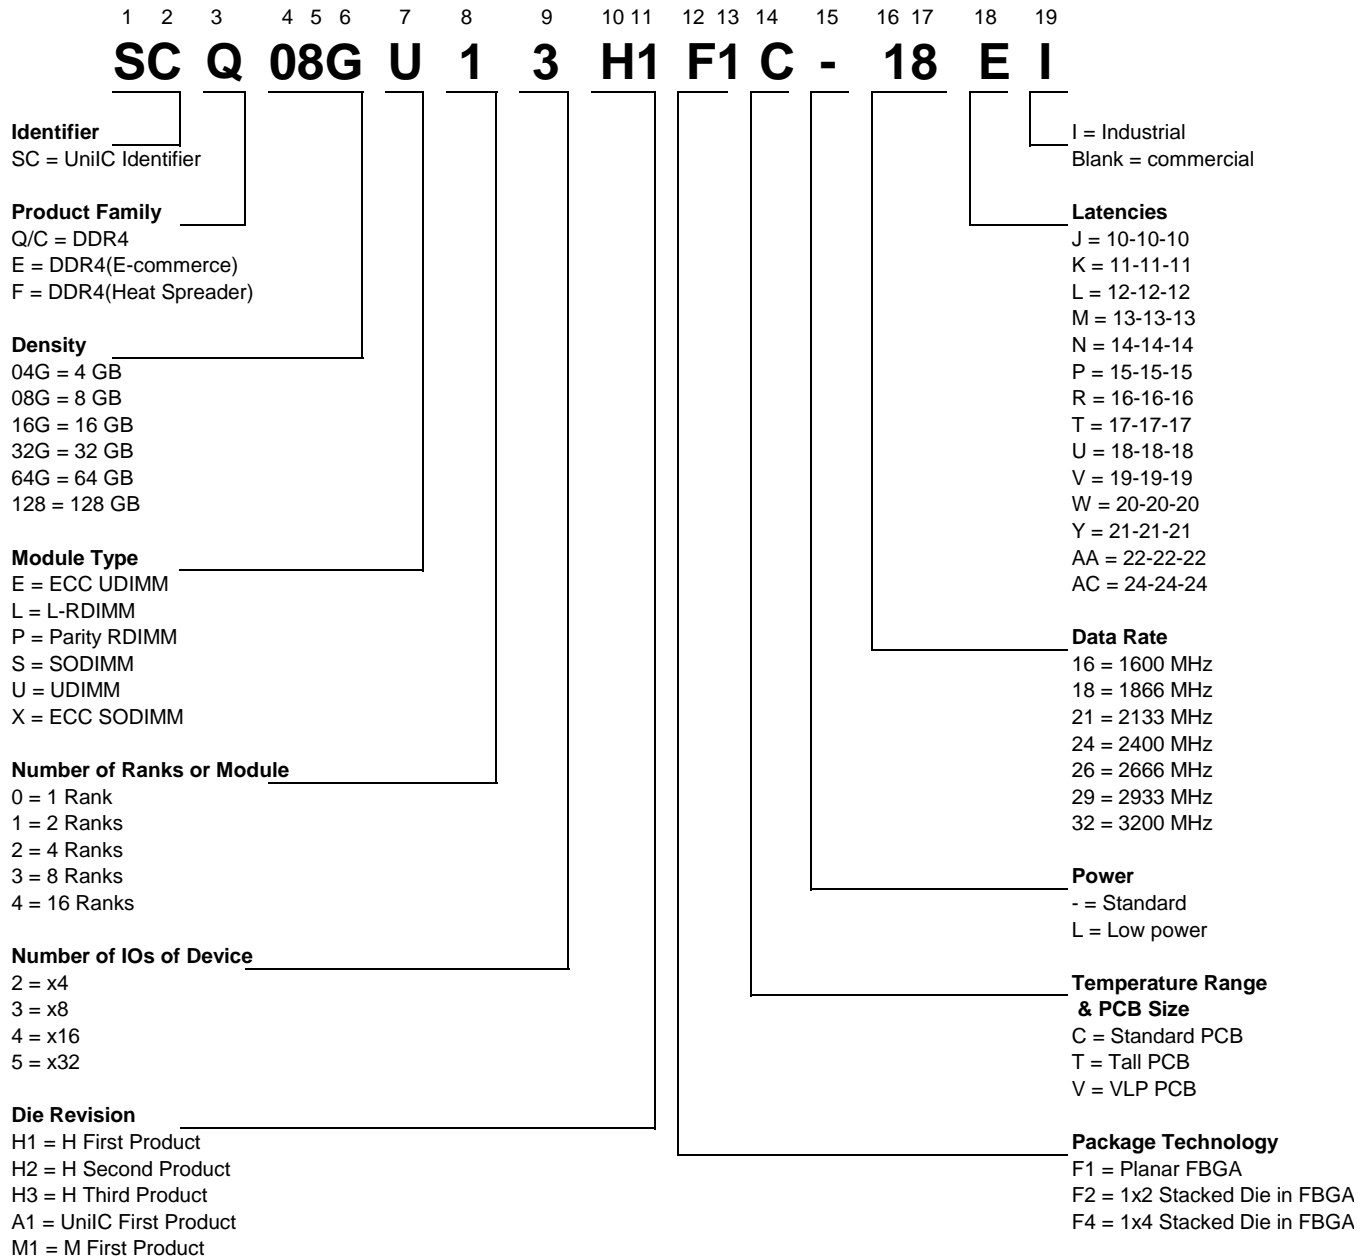 1 2 3 4 5 6 7 8 9 10 11 12 13 14 15 16 17 18 19
SC Q 08G U 1 3 H1 F1 C - 18 E I
Identifier
SC = UniIC Identifier
Product Family
Q/C = DDR4
E = DDR4(E-commerce)
F = DDR4(Heat Spreader)
Density
04G = 4 GB
08G = 8 GB
16G = 16 GB
32G = 32 GB
64G = 64 GB
128 = 128 GB
Module Type
E = ECC UDIMM
L = L-RDIMM
P = Parity RDIMM
S = SODIMM
U = UDIMM
X = ECC SODIMM
Number of Ranks or Module
0 = 1 Rank
1 = 2 Ranks
2 = 4 Ranks
3 = 8 Ranks
4 = 16 Ranks
Number of IOs of Device
2 = x4
3 = x8
4 = x16
5 = x32
Die Revision
H1 = H First Product
H2 = H Second Product
H3 = H Third Product
A1 = UniIC First Product
M1 = M First Product
I = Industrial
Blank = commercial
Latencies
J = 10-10-10
K = 11-11-11
L = 12-12-12
M = 13-13-13
N = 14-14-14
P = 15-15-15
R = 16-16-16
T = 17-17-17
U = 18-18-18
V = 19-19-19
W = 20-20-20
Y = 21-21-21
AA = 22-22-22
AC = 24-24-24
Data Rate
16 = 1600 MHz
18 = 1866 MHz
21 = 2133 MHz
24 = 2400 MHz
26 = 2666 MHz
29 = 2933 MHz
32 = 3200 MHz
Power
- = Standard
L = Low power
Temperature Range
& PCB Size
C = Standard PCB
T = Tall PCB
V = VLP PCB
Package Technology
F1 = Planar FBGA
F2 = 1x2 Stacked Die in FBGA
F4 = 1x4 Stacked Die in FBGA